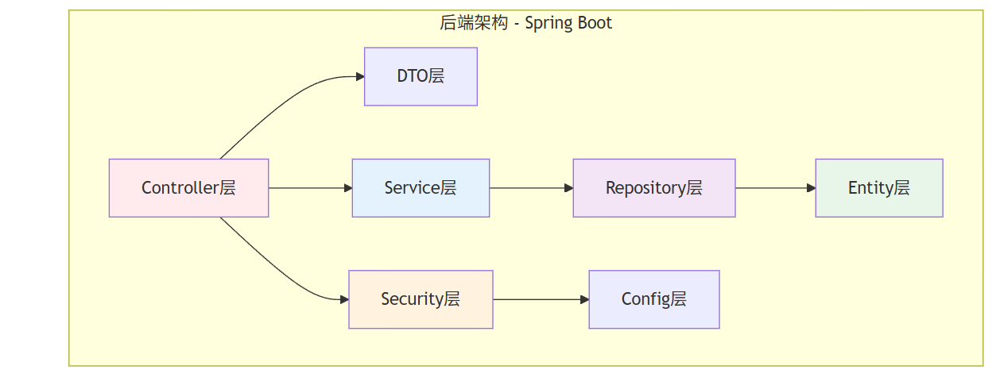 后端架构 - Spring Boot
DTO层
Controller层
Service层
Repository层
Entity层
Security层
Config层